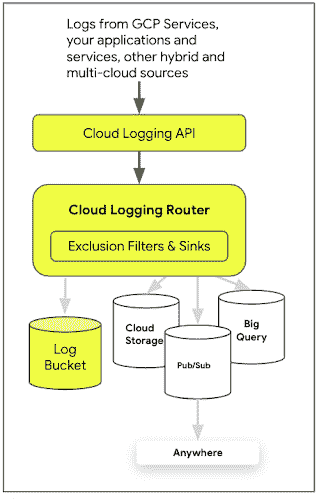 Logs from GCP Services,
your applications and
services, other hybrid and
multi-cloud sources
Cloud Logging API
Cloud Logging Router
Exclusion Filters & Sinks
Log
Bucket
Cloud
Storage
Pub/Sub
Big
Query
Anywhere